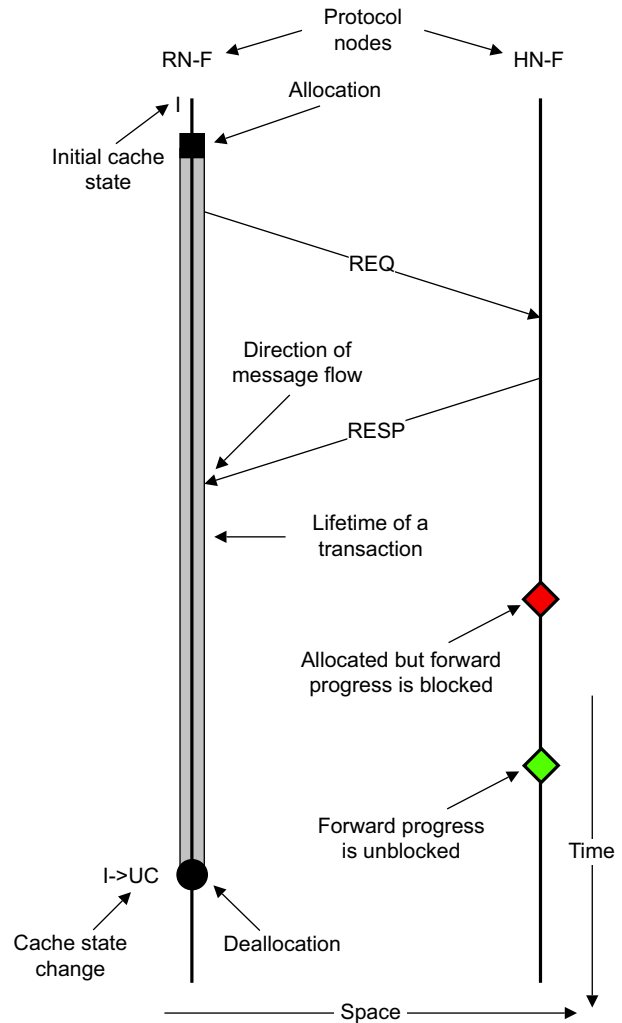 Protocol
nodes
RN-F
HN-F
I
Allocation
Initial cache
state
REQ
Direction of
message flow
RESP
Lifetime of a
transaction
Allocated but forward
progress is blocked
Forward progress
is unblocked
Time
I->UC
Cache state
change
Deallocation
Space